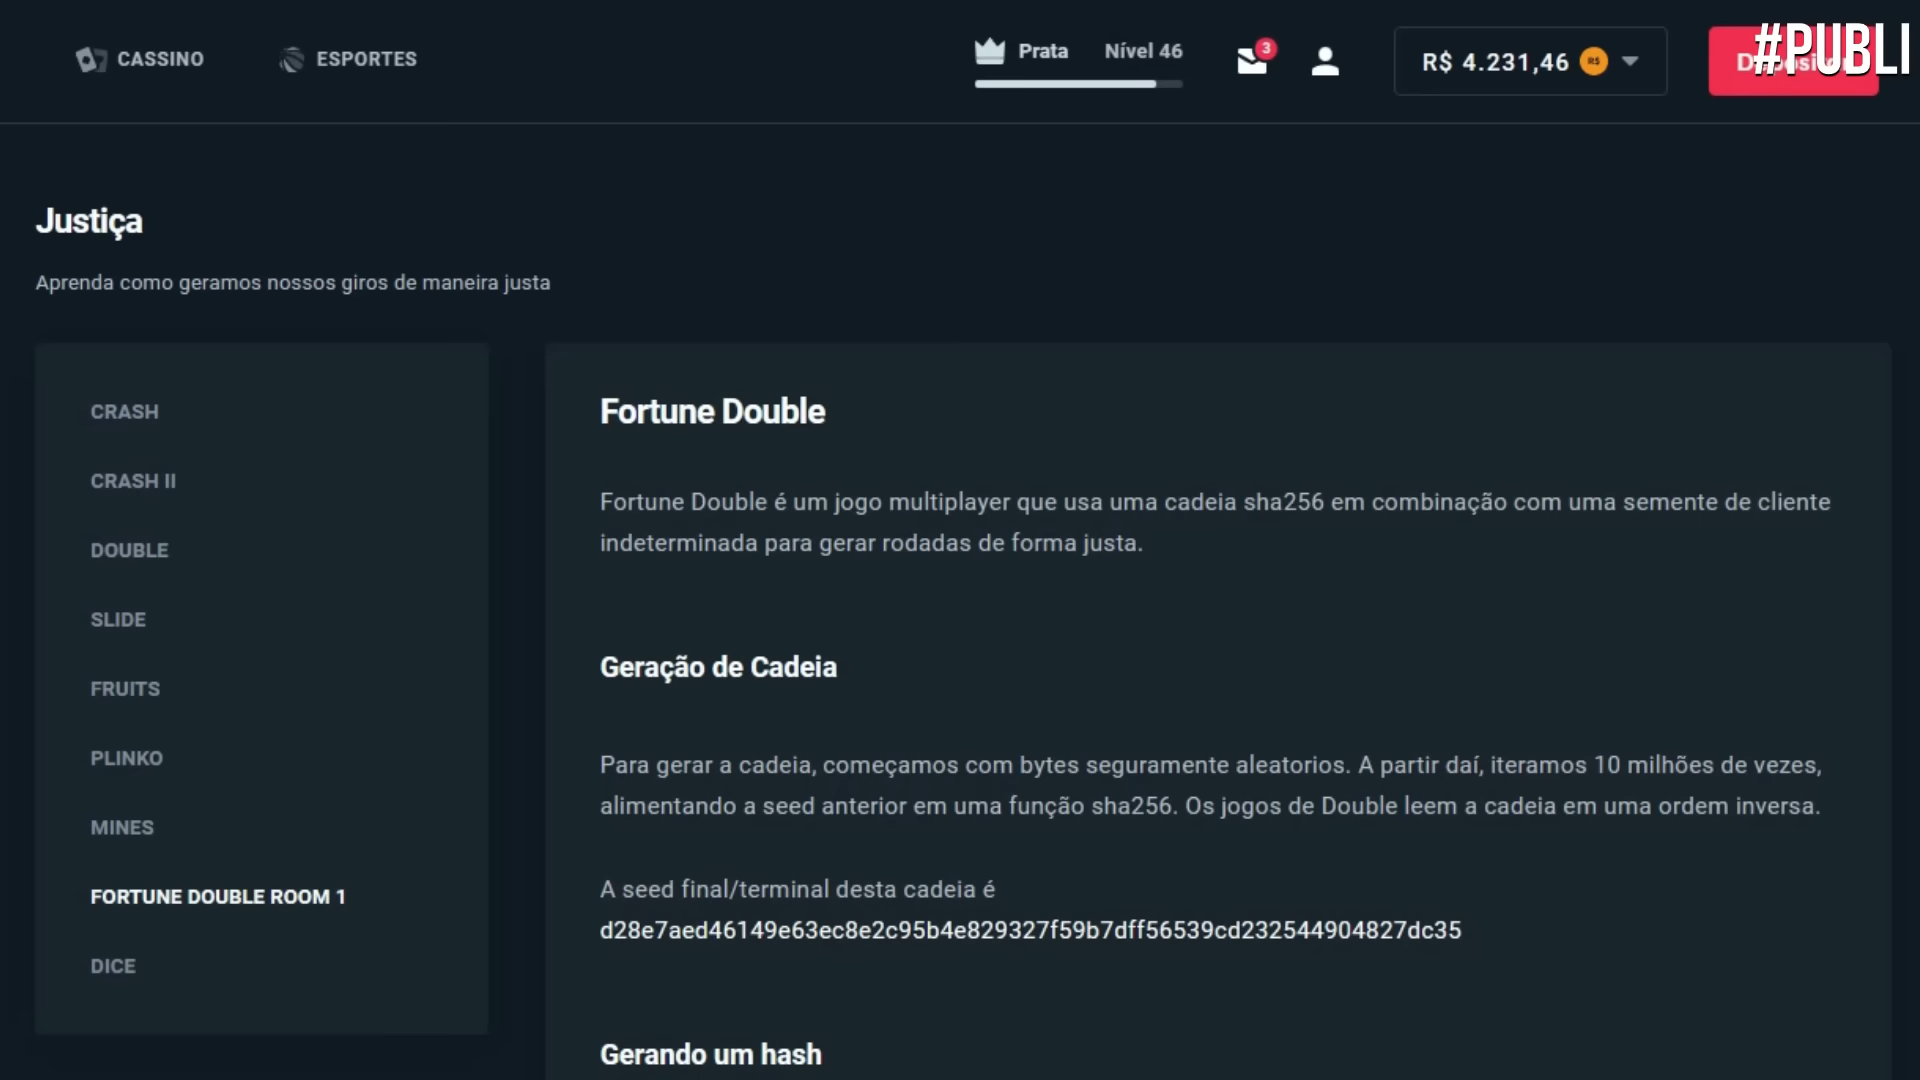 CASSINO
ESPORTES
Prata
Nível 46
3
R$ 4.231,46
R$
#PUBLI
Justiça
Aprenda como geramos nossos giros de maneira justa
CRASH
CRASH II
DOUBLE
SLIDE
FRUITS
PLINKO
MINES
FORTUNE DOUBLE ROOM 1
DICE
Fortune Double
Fortune Double é um jogo multiplayer que usa uma cadeia sha256 em combinação com uma semente de cliente
indeterminada para gerar rodadas de forma justa.
Geração de Cadeia
Para gerar a cadeia, começamos com bytes seguramente aleatorios. A partir daí, iteramos 10 milhões de vezes,
alimentando a seed anterior em uma função sha256. Os jogos de Double leem a cadeia em uma ordem inversa.
A seed final/terminal desta cadeia é
d28e7aed46149e63ec8e2c95b4e829327f59b7dff56539cd232544904827dc35
Gerando um hash